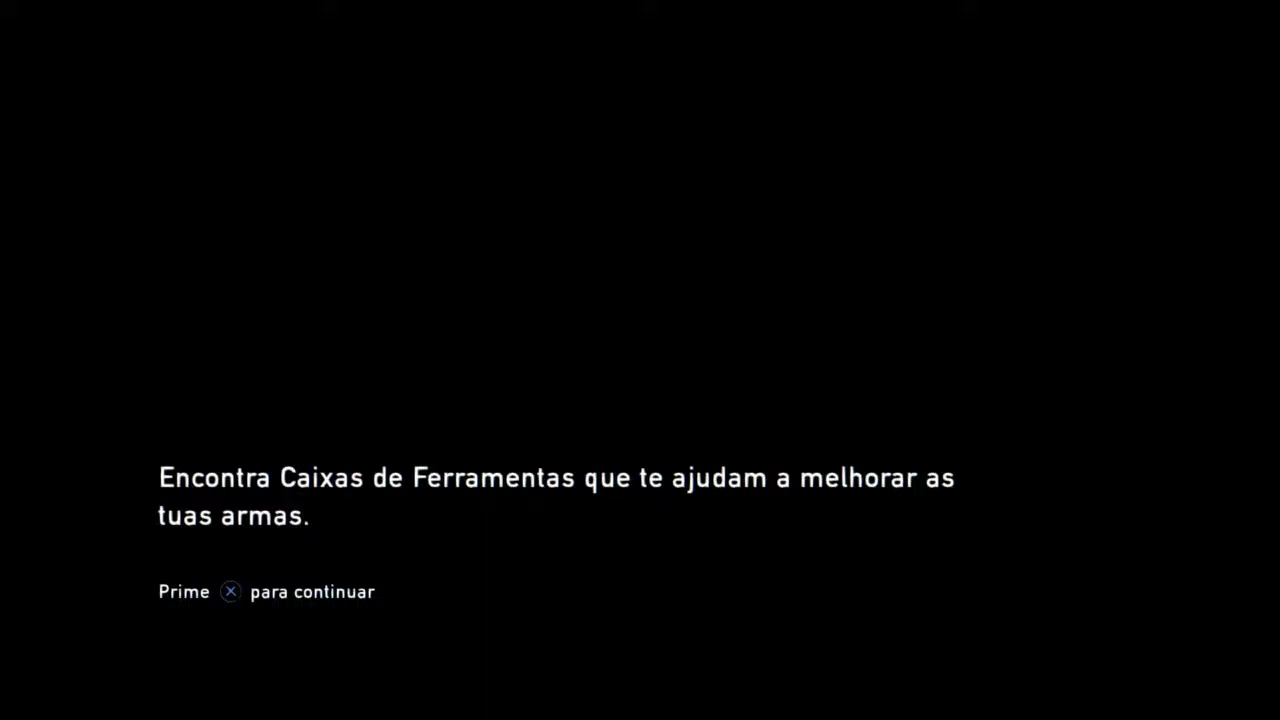 Encontra Caixas de Ferramentas que te ajudam a melhorar as
tuas armas.
Prime ⓧ para continuar